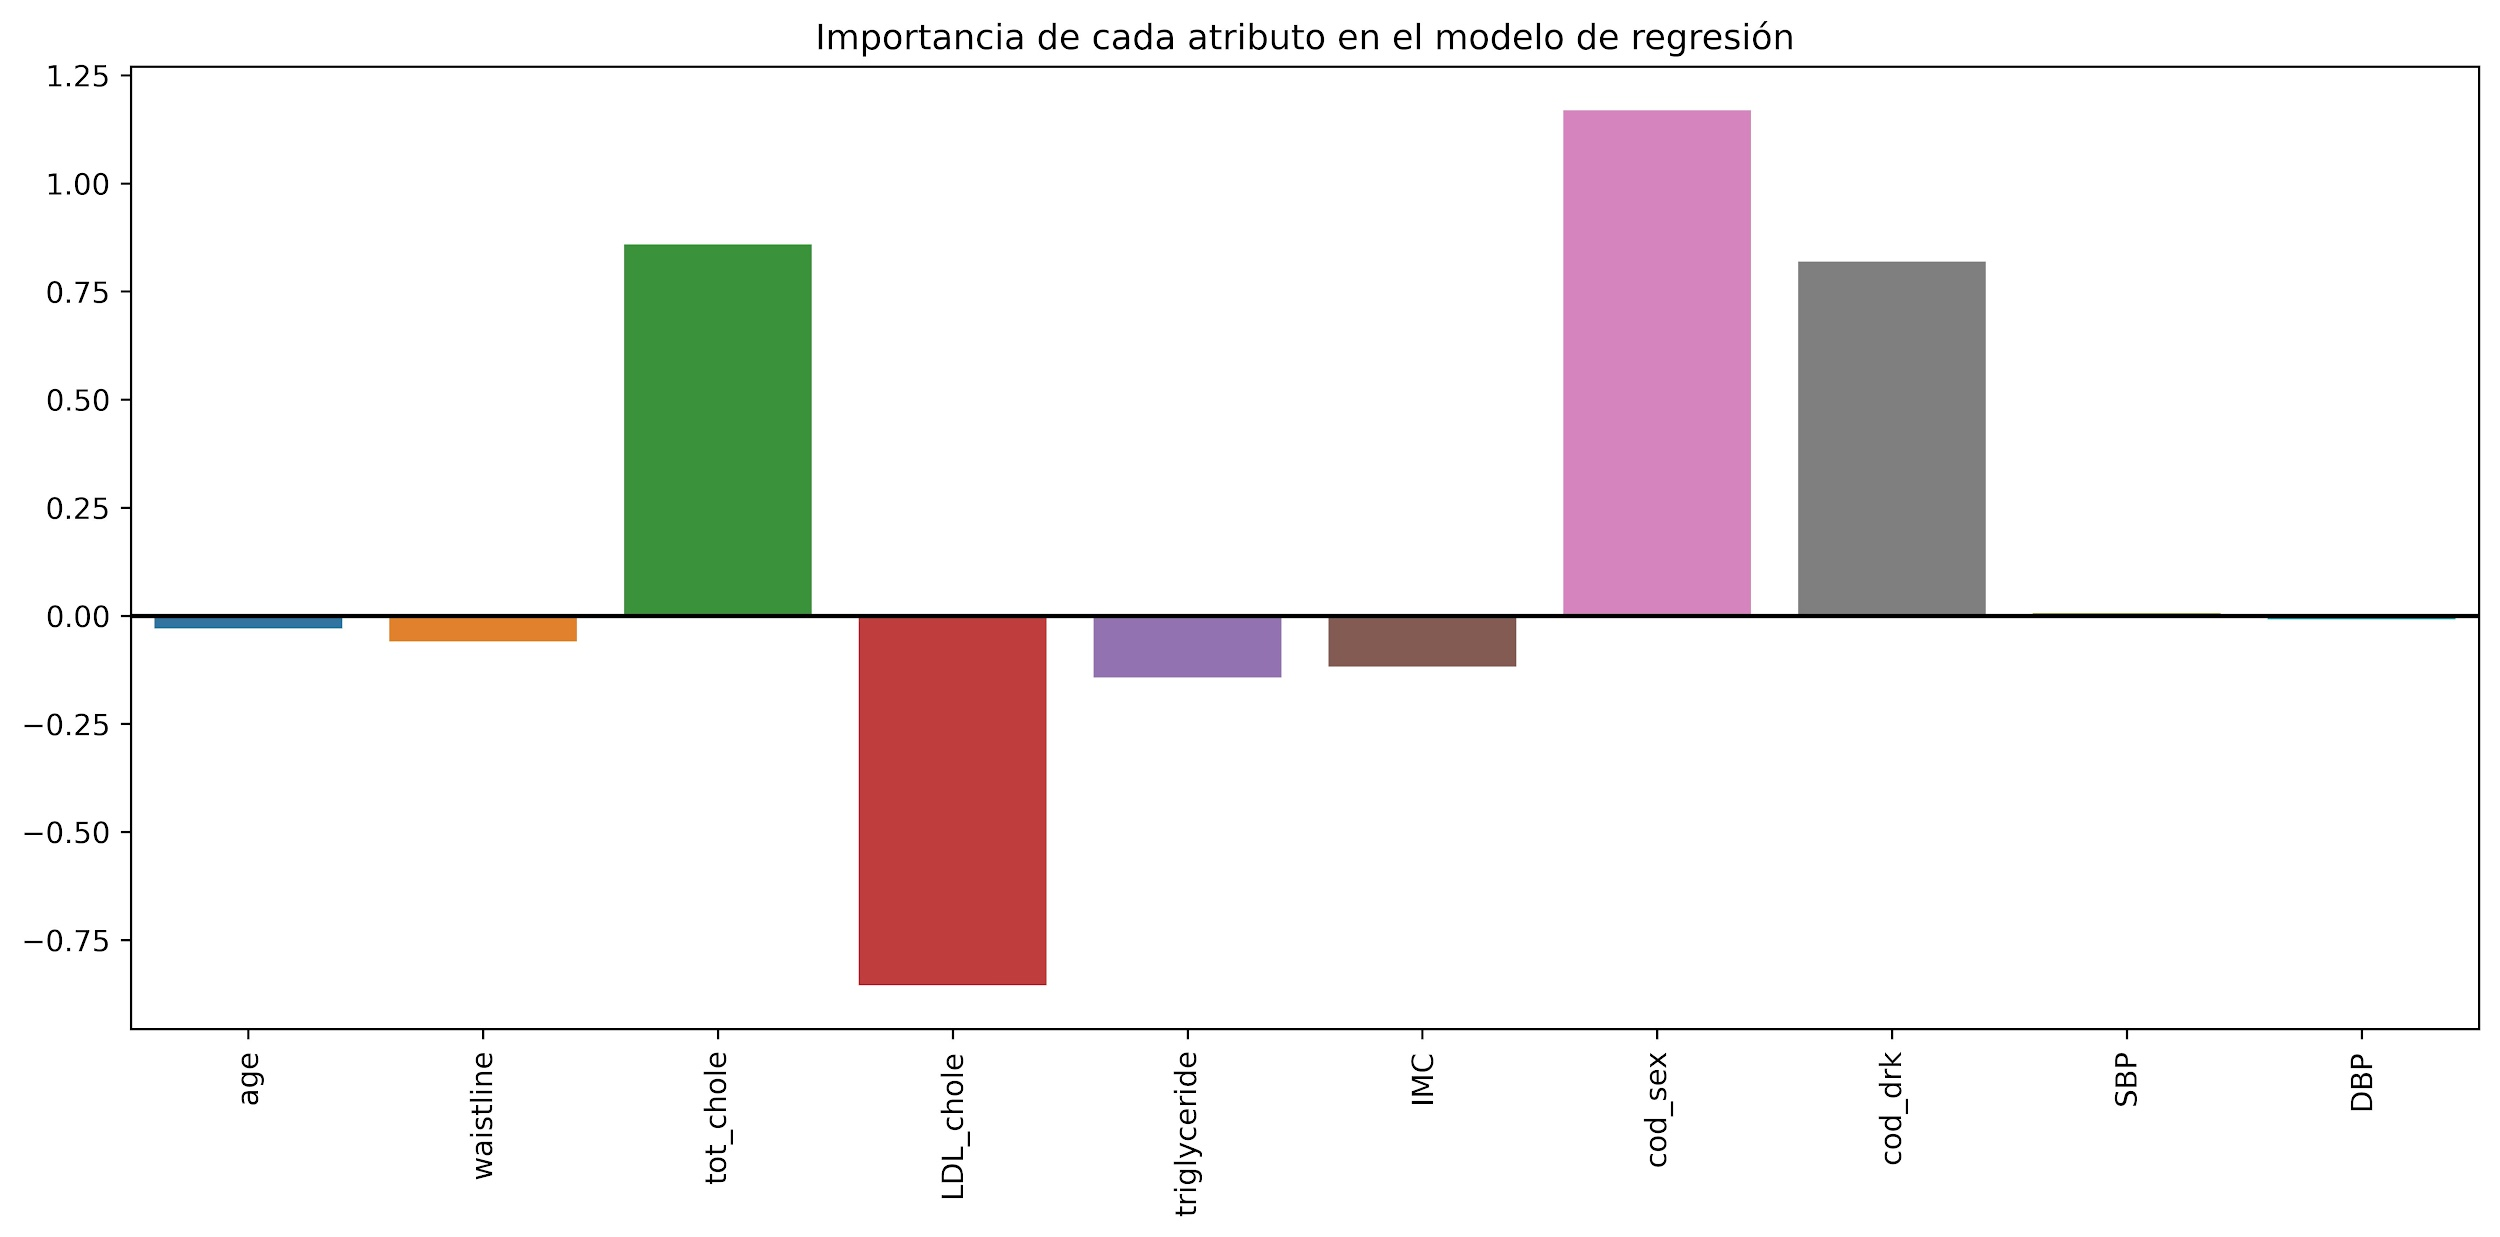 Importancia de cada atributo en el modelo de regresión
1.25
1.00
0.75
0.50
0.25
0.00
−0.25
−0.50
−0.75
age
waistline
tot_chole
LDL_chole
triglyceride
IMC
cod_sex
cod_drk
SBP
DBP